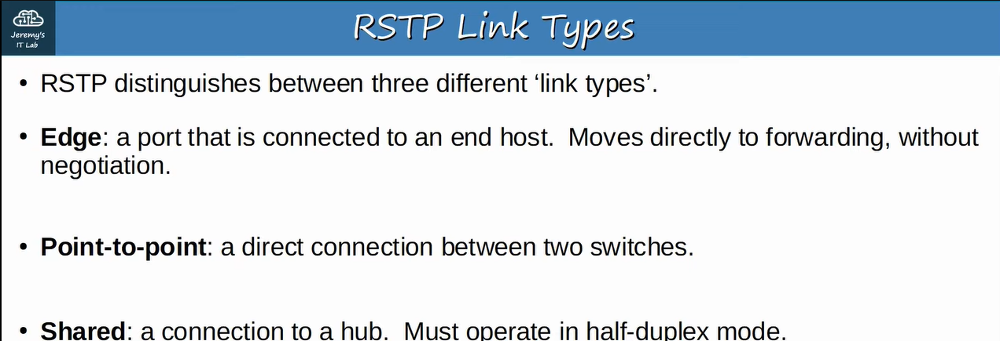 Jeremy's
IT Lab
RSTP Link Types
• RSTP distinguishes between three different ‘link types’.
• Edge: a port that is connected to an end host.  Moves directly to forwarding, without
negotiation.
• Point-to-point: a direct connection between two switches.
• Shared: a connection to a hub.  Must operate in half-duplex mode.